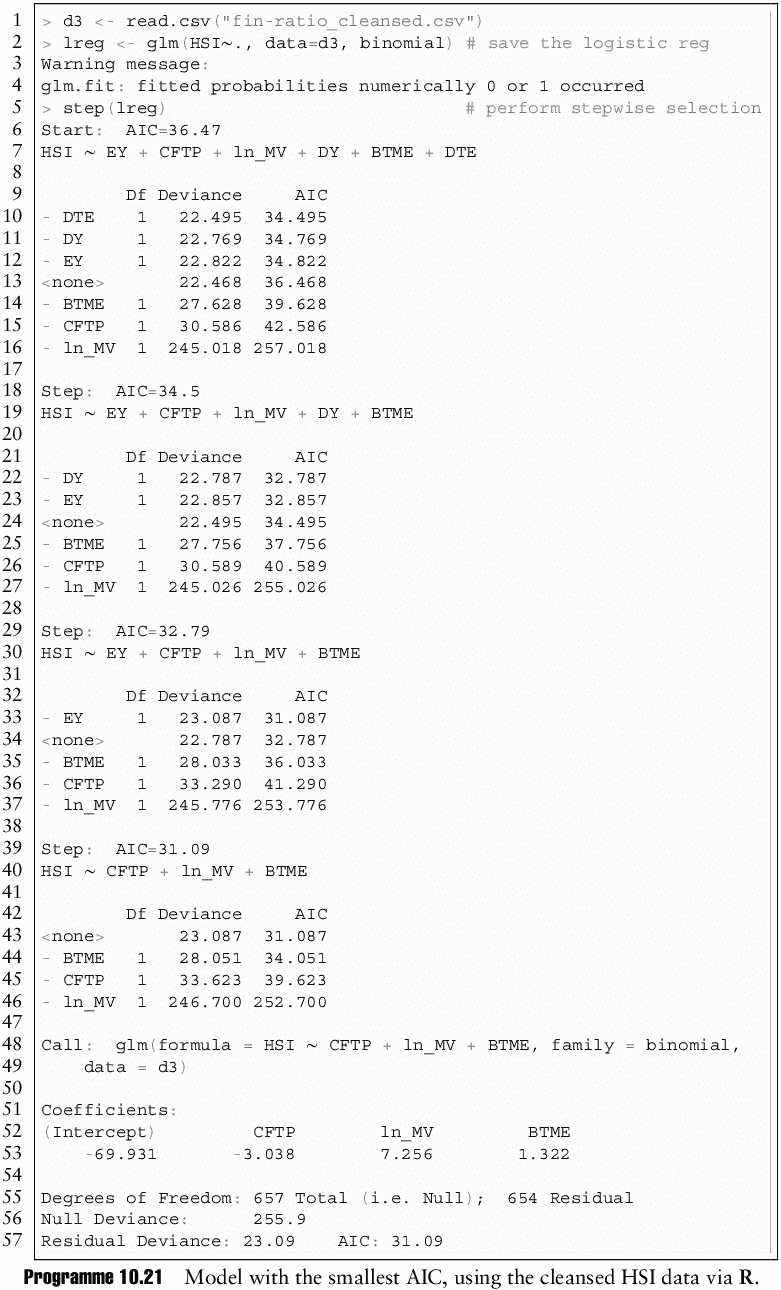 1 > d3 <- read.csv("fin-ratio_cleansed.csv")
2 > lreg <- glm(HSI~., data=d3, binomial) # save the logistic reg
3 Warning message:
4 glm.fit: fitted probabilities numerically 0 or 1 occurred
5 > step(lreg) # perform stepwise selection
6 Start: AIC=36.47
7 HSI ~ EY + CFTP + ln_MV + DY + BTME + DTE
8
9 Df Deviance AIC
10 - DTE 1 22.495 34.495
11 - DY 1 22.769 34.769
12 - EY 1 22.822 34.822
13 <none> 22.468 36.468
14 - BTME 1 27.628 39.628
15 - CFTP 1 30.586 42.586
16 - ln_MV 1 245.018 257.018
17
18 Step: AIC=34.5
19 HSI ~ EY + CFTP + ln_MV + DY + BTME
20
21 Df Deviance AIC
22 - DY 1 22.787 32.787
23 - EY 1 22.857 32.857
24 <none> 22.495 34.495
25 - BTME 1 27.756 37.756
26 - CFTP 1 30.589 40.589
27 - ln_MV 1 245.026 255.026
28
29 Step: AIC=32.79
30 HSI ~ EY + CFTP + ln_MV + BTME
31
32 Df Deviance AIC
33 - EY 1 23.087 31.087
34 <none> 22.787 32.787
35 - BTME 1 28.033 36.033
36 - CFTP 1 33.290 41.290
37 - ln_MV 1 245.776 253.776
38
39 Step: AIC=31.09
40 HSI ~ CFTP + ln_MV + BTME
41
42 Df Deviance AIC
43 <none> 23.087 31.087
44 - BTME 1 28.051 34.051
45 - CFTP 1 33.623 39.623
46 - ln_MV 1 246.700 252.700
47
48 Call: glm(formula = HSI ~ CFTP + ln_MV + BTME, family = binomial,
49 data = d3)
50
51 Coefficients:
52 (Intercept) CFTP ln_MV BTME
53 -69.931 -3.038 7.256 1.322
54
55 Degrees of Freedom: 657 Total (i.e. Null); 654 Residual
56 Null Deviance: 255.9
57 Residual Deviance: 23.09 AIC: 31.09
Programme 10.21 Model with the smallest AIC, using the cleansed HSI data via R.